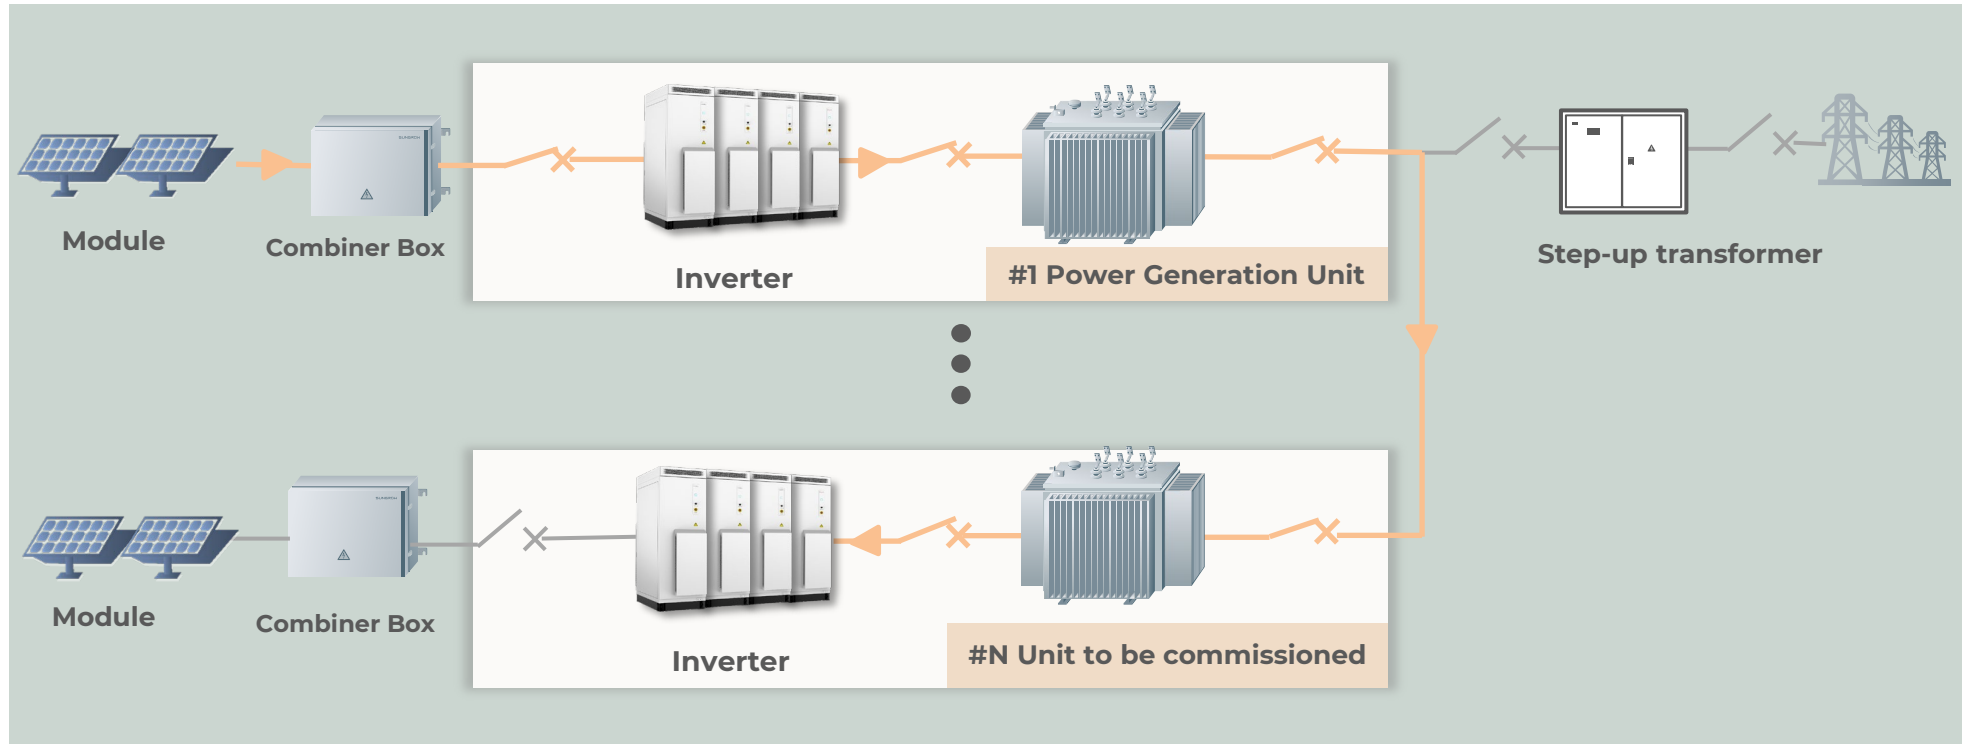 Module
Combiner Box
Inverter
#1 Power Generation Unit
Step-up transformer
Module
Combiner Box
Inverter
#N Unit to be commissioned